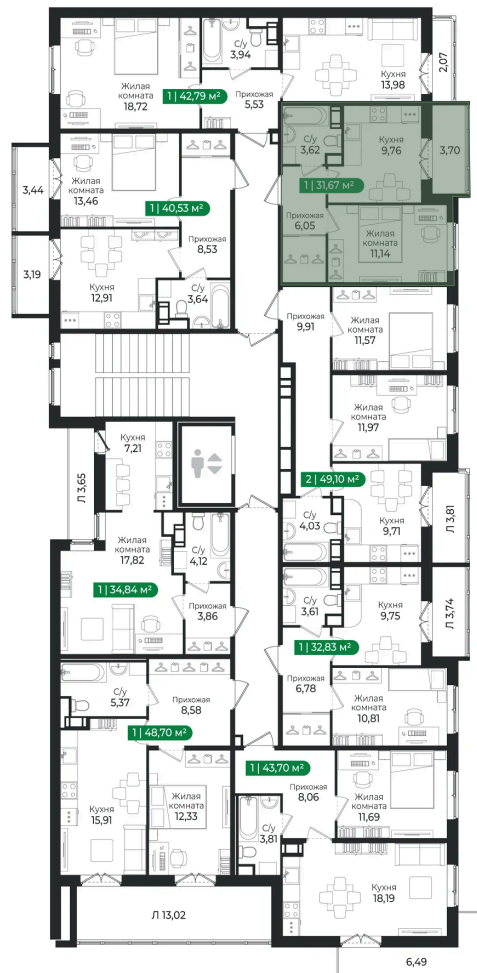 С/у
3,94
Жилая
комната
18,72
1 | 42,79 м²
Прихожая
5,53
Кухня
13,98
2,07
С/у
3,62
Кухня
9,76
3,70
1 | 31,67 м²
6,05
Жилая
комната
11,14
3,44
Жилая
комната
13,46
1 | 40,53 м²
Прихожая
8,53
3,19
Кухня
12,91
С/у
3,64
Прихожая
9,91
Жилая
комната
11,57
Жилая
комната
11,97
2 | 49,10 м²
С/у
4,03
Кухня
9,71
Л 3,81
Кухня
7,21
Л 3,65
Жилая
комната
17,82
С/у
4,12
1 | 34,84 м²
Прихожая
3,86
С/у
3,61
Кухня
9,75
Л 3,74
1 | 32,83 м²
Прихожая
6,78
Жилая
комната
10,81
С/у
5,37
Прихожая
8,58
1 | 48,70 м²
Кухня
15,91
Жилая
комната
12,33
1 | 43,70 м²
Прихожая
8,06
Жилая
комната
11,69
С/у
3,81
Кухня
18,19
Л 13,02
6,49